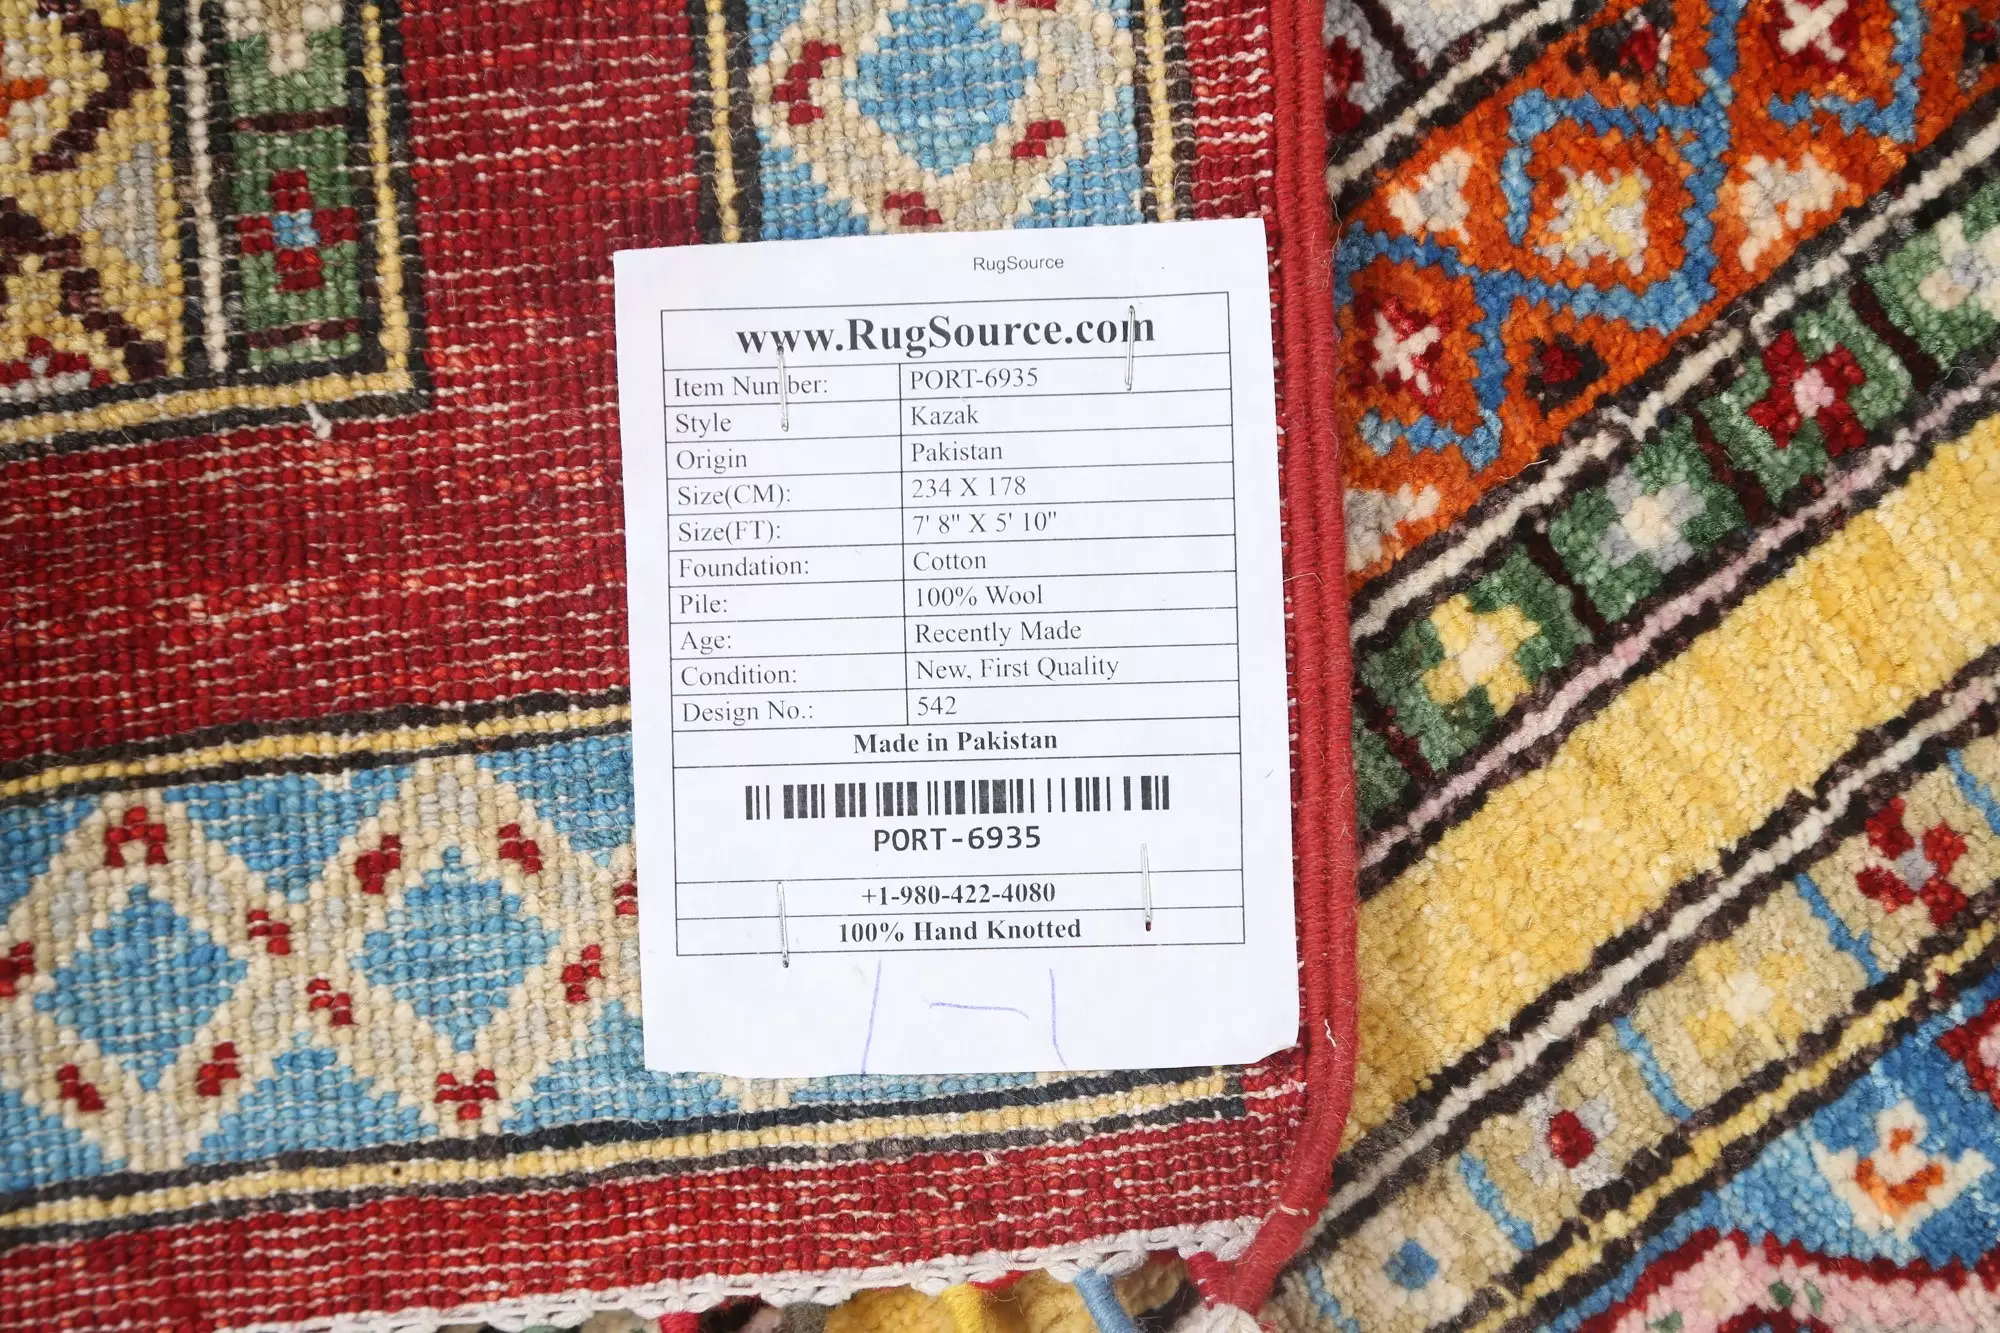 RugSource
www.RugSource.com
Item Number: PORT-6935
Style Kazak
Origin Pakistan
Size(CM): 234 X 178
Size(FT): 7' 8" X 5' 10"
Foundation: Cotton
Pile: 100% Wool
Age: Recently Made
Condition: New, First Quality
Design No.: 542
Made in Pakistan
PORT-6935
+1-980-422-4080
100% Hand Knotted